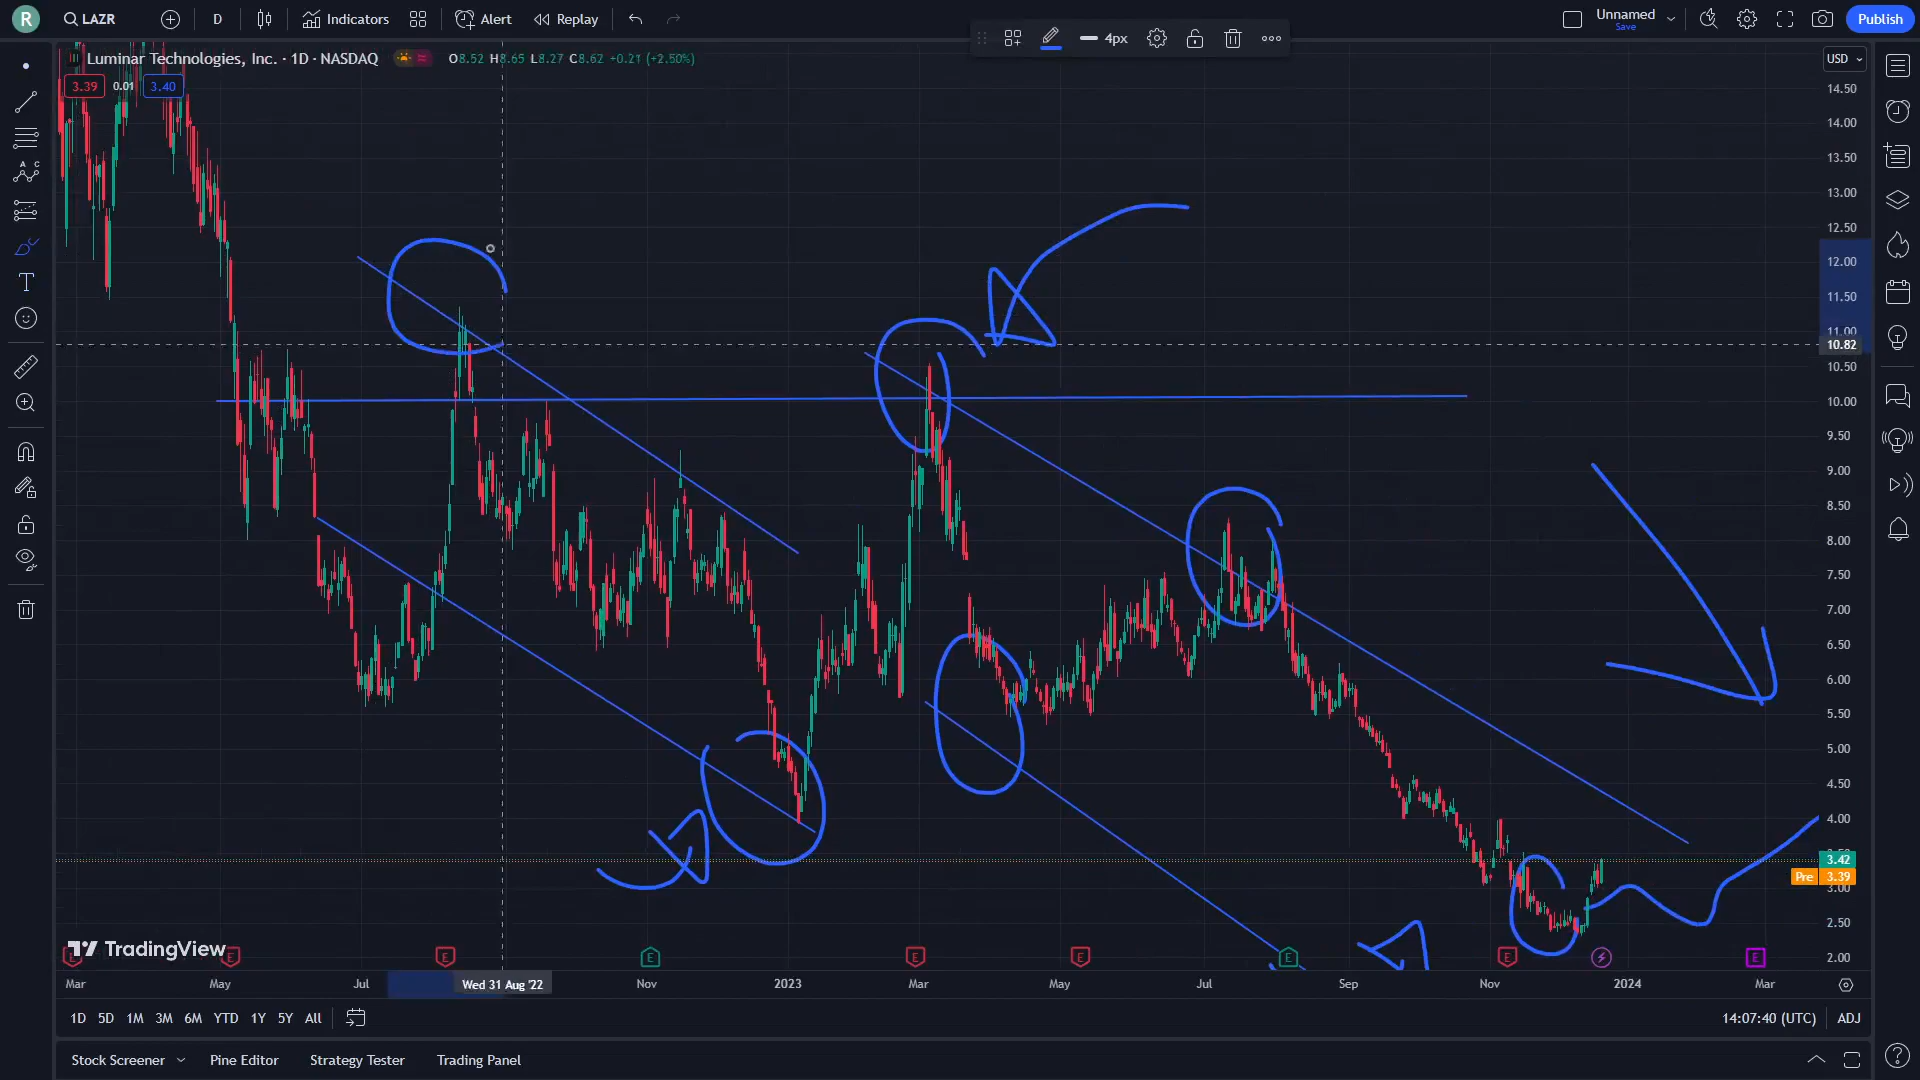 R LAZR D Indicators Alert Replay Unnamed Save Publish
4px
Luminar Technologies, Inc. · 1D · NASDAQ O8.52 H8.65 L8.27 C8.62 +0.21 (+2.50%) USD
3.39 0.01 3.40
14.50
14.00
13.50
13.00
12.50
12.00
11.50
11.00
10.82
10.50
10.00
9.50
9.00
8.50
8.00
7.50
7.00
6.50
6.00
5.50
5.00
4.50
4.00
3.42
Pre 3.39
3.00
2.50
2.00
TradingView
E E E E E E E E E
Mar May Jul Wed 31 Aug '22 Nov 2023 Mar May Jul Sep Nov 2024 Mar
1D 5D 1M 3M 6M YTD 1Y 5Y All 14:07:40 (UTC) ADJ
Stock Screener Pine Editor Strategy Tester Trading Panel